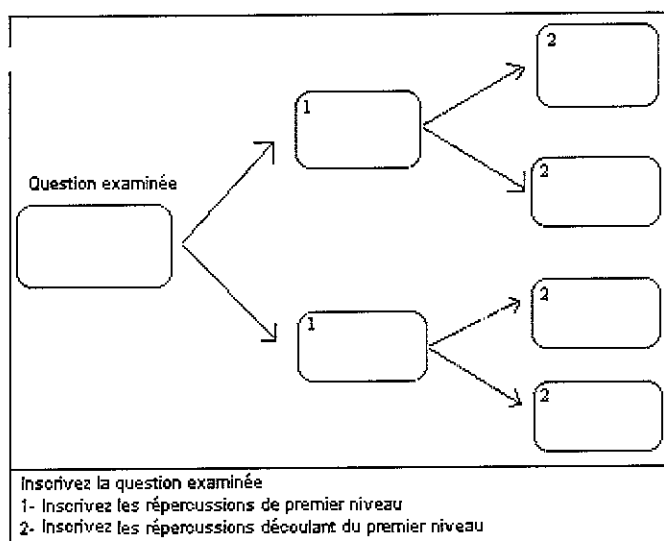 2
1
Question examinée
2
2
1
2
Inscrivez la question examinée
1- Inscrivez les répercussions de premier niveau
2- Inscrivez les répercussions découlant du premier niveau